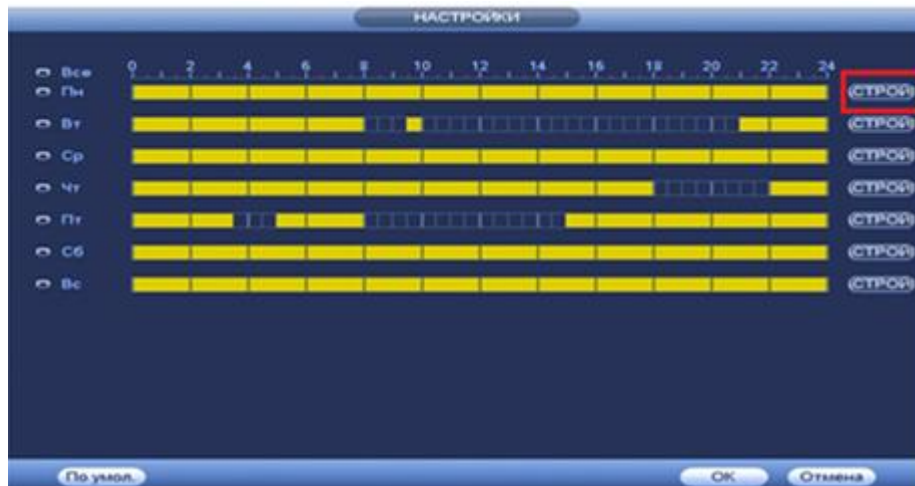 НАСТРОЙКИ
0 2 4 6 8 10 12 14 16 18 20 22 24
Все
Пн (СТРОЙ)
Вт (СТРОЙ)
Ср (СТРОЙ)
Чт (СТРОЙ)
Пт (СТРОЙ)
Сб (СТРОЙ)
Вс (СТРОЙ)
По умол. OK Отмена